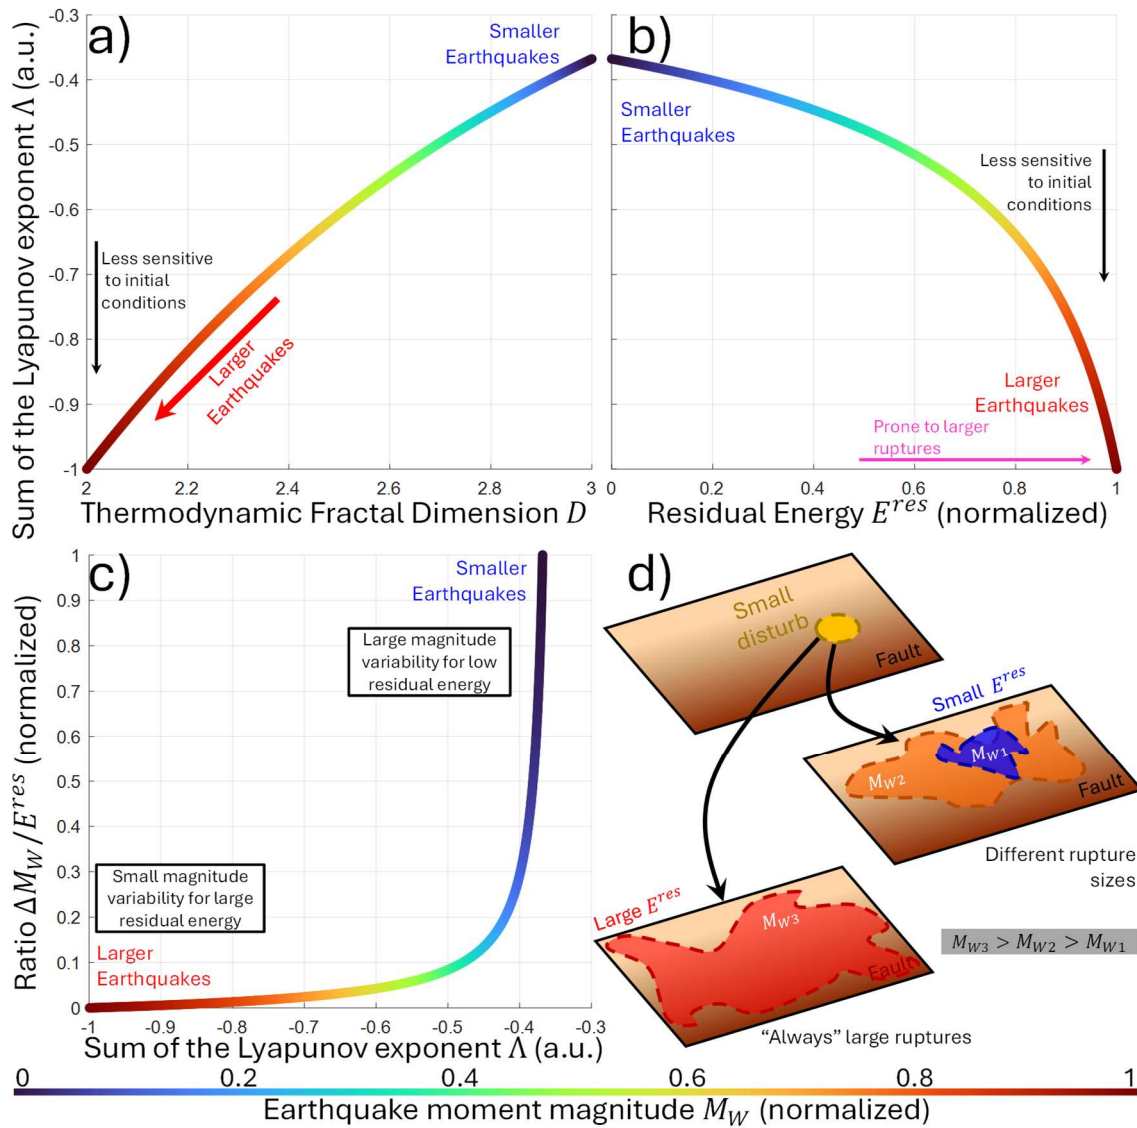 a)
Sum of the Lyapunov exponent Λ (a.u.)
-0.3
-0.4
-0.5
-0.6
-0.7
-0.8
-0.9
-1
Smaller
Earthquakes
Less sensitive
to initial
conditions
Larger
Earthquakes
2
2.2
2.4
2.6
2.8
3
Thermodynamic Fractal Dimension D
b)
Smaller
Earthquakes
Less sensitive
to initial
conditions
Larger
Earthquakes
Prone to larger
ruptures
0
0.2
0.4
0.6
0.8
1
Residual Energy E^res (normalized)
c)
Ratio ΔM_W/E^res (normalized)
1
0.9
0.8
0.7
0.6
0.5
0.4
0.3
0.2
0.1
0
Smaller
Earthquakes
Large magnitude
variability for low
residual energy
Small magnitude
variability for large
residual energy
Larger
Earthquakes
-1
-0.9
-0.8
-0.7
-0.6
-0.5
-0.4
-0.3
Sum of the Lyapunov exponent Λ (a.u.)
d)
Small
disturb
Fault
Small E^res
M_W1
M_W2
Fault
Different rupture
sizes
Large E^res
M_W3
Fault
M_W3 > M_W2 > M_W1
“Always” large ruptures
0
0.2
0.4
0.6
0.8
1
Earthquake moment magnitude M_W (normalized)